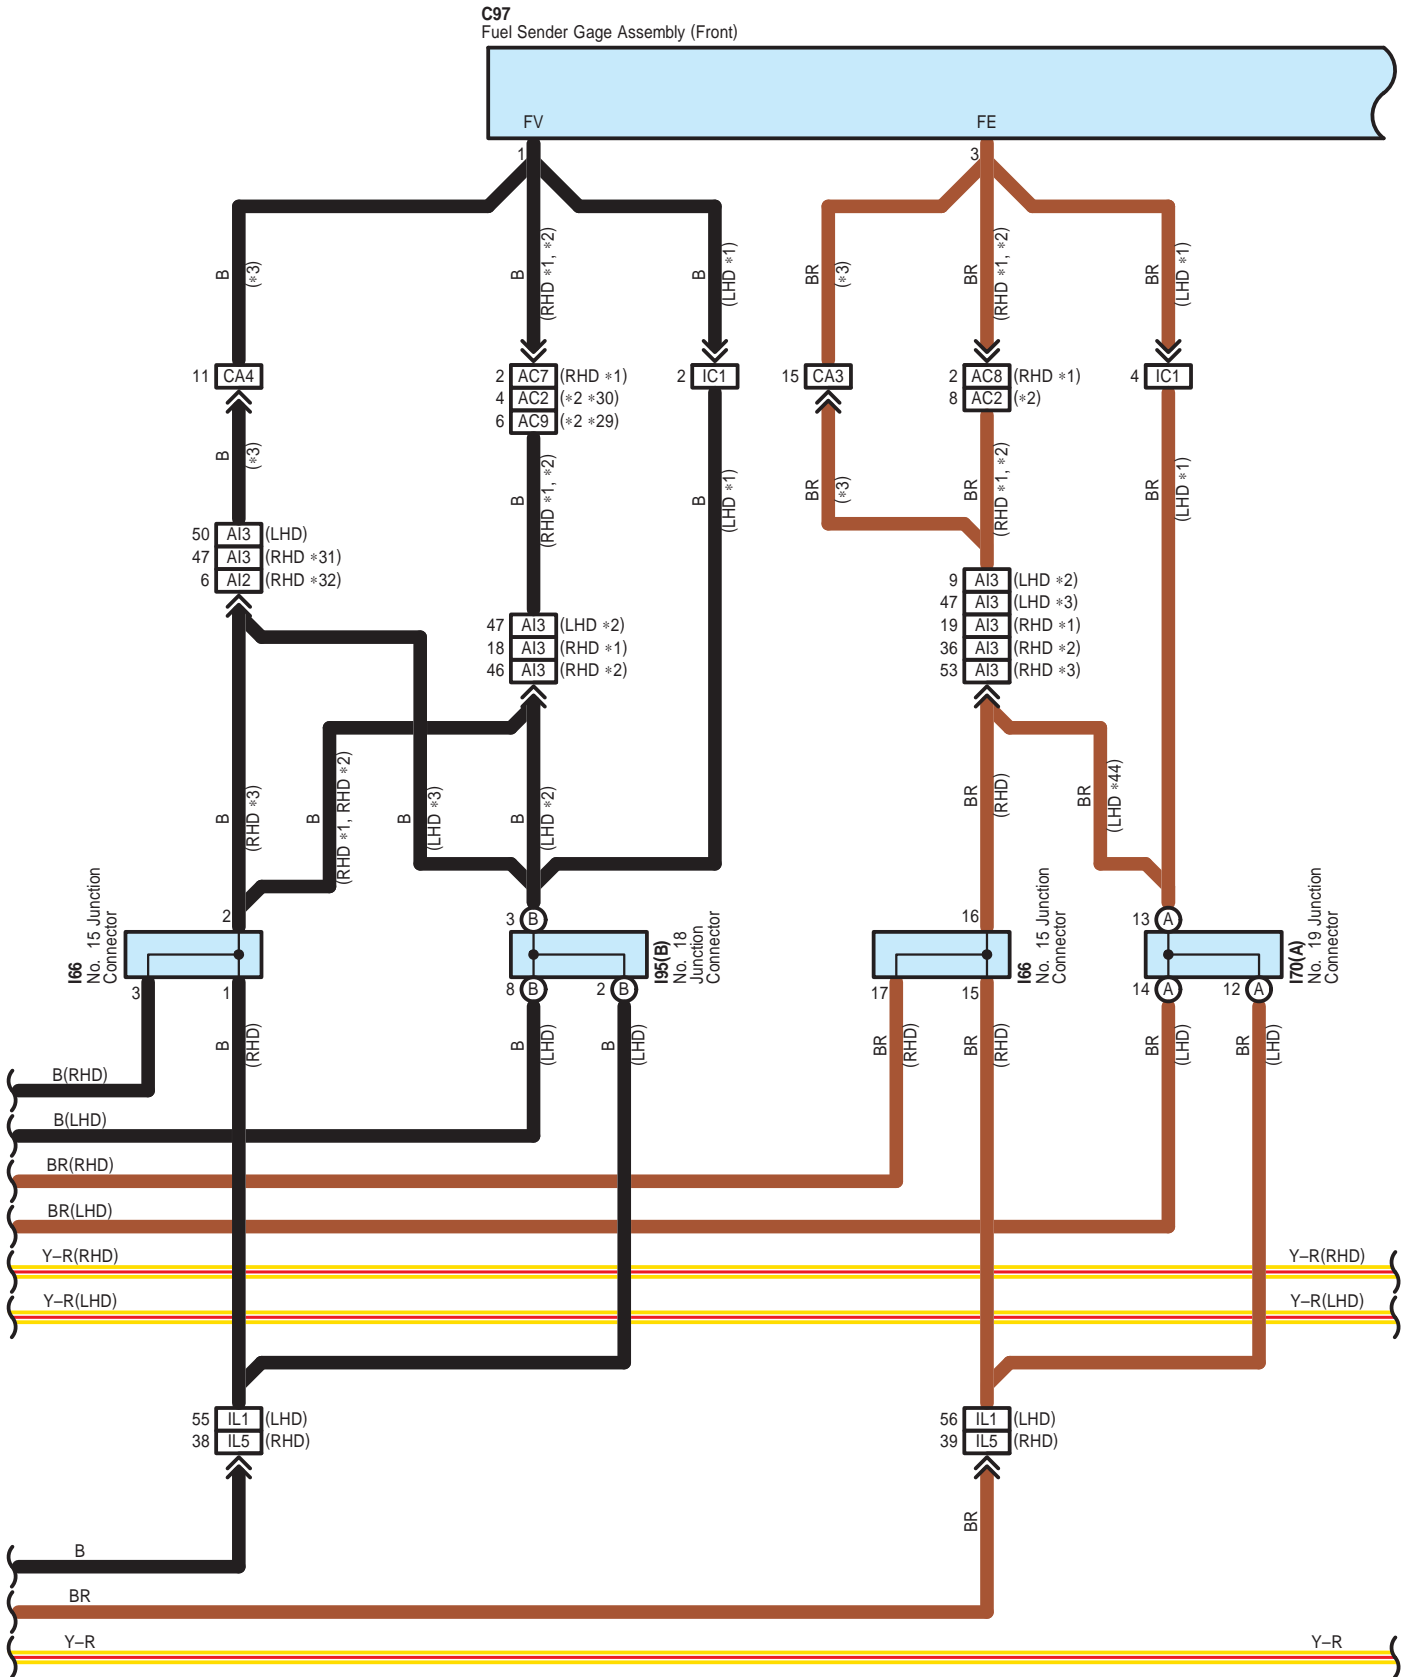 C97
Fuel Sender Gage Assembly (Front)
FV
FE
1
3
B
(∗3)
B
(RHD ∗1, ∗2)
B
(LHD ∗1)
BR
(∗3)
BR
(RHD ∗1, ∗2)
BR
(LHD ∗1)
11 CA4
2 AC7 (RHD ∗1)
4 AC2 (∗2 ∗30)
6 AC9 (∗2 ∗29)
2 IC1
15 CA3
2 AC8 (RHD ∗1)
8 AC2 (∗2)
4 IC1
B
(∗3)
B
(RHD ∗1, ∗2)
B
(LHD ∗1)
BR
(∗3)
BR
(RHD ∗1, ∗2)
BR
(LHD ∗1)
50 AI3 (LHD)
47 AI3 (RHD ∗31)
6 AI2 (RHD ∗32)
47 AI3 (LHD ∗2)
18 AI3 (RHD ∗1)
46 AI3 (RHD ∗2)
9 AI3 (LHD ∗2)
47 AI3 (LHD ∗3)
19 AI3 (RHD ∗1)
36 AI3 (RHD ∗2)
53 AI3 (RHD ∗3)
B
(RHD ∗3)
B
(RHD ∗1, RHD ∗2)
B
(LHD ∗3)
B
(LHD ∗2)
BR
(RHD)
BR
(LHD ∗44)
2
3 B
16
13 A
I66
No. 15 Junction
Connector
I95(B)
No. 18
Junction
Connector
I66
No. 15 Junction
Connector
I70(A)
No. 19 Junction
Connector
3
1
8 B
2 B
17
15
14 A
12 A
B
(RHD)
B
(LHD)
B
(LHD)
BR
(RHD)
BR
(RHD)
BR
(LHD)
BR
(LHD)
B(RHD)
B(LHD)
BR(RHD)
BR(LHD)
Y–R(RHD)
Y–R(RHD)
Y–R(LHD)
Y–R(LHD)
55 IL1 (LHD)
38 IL5 (RHD)
56 IL1 (LHD)
39 IL5 (RHD)
BR
B
BR
Y–R
Y–R